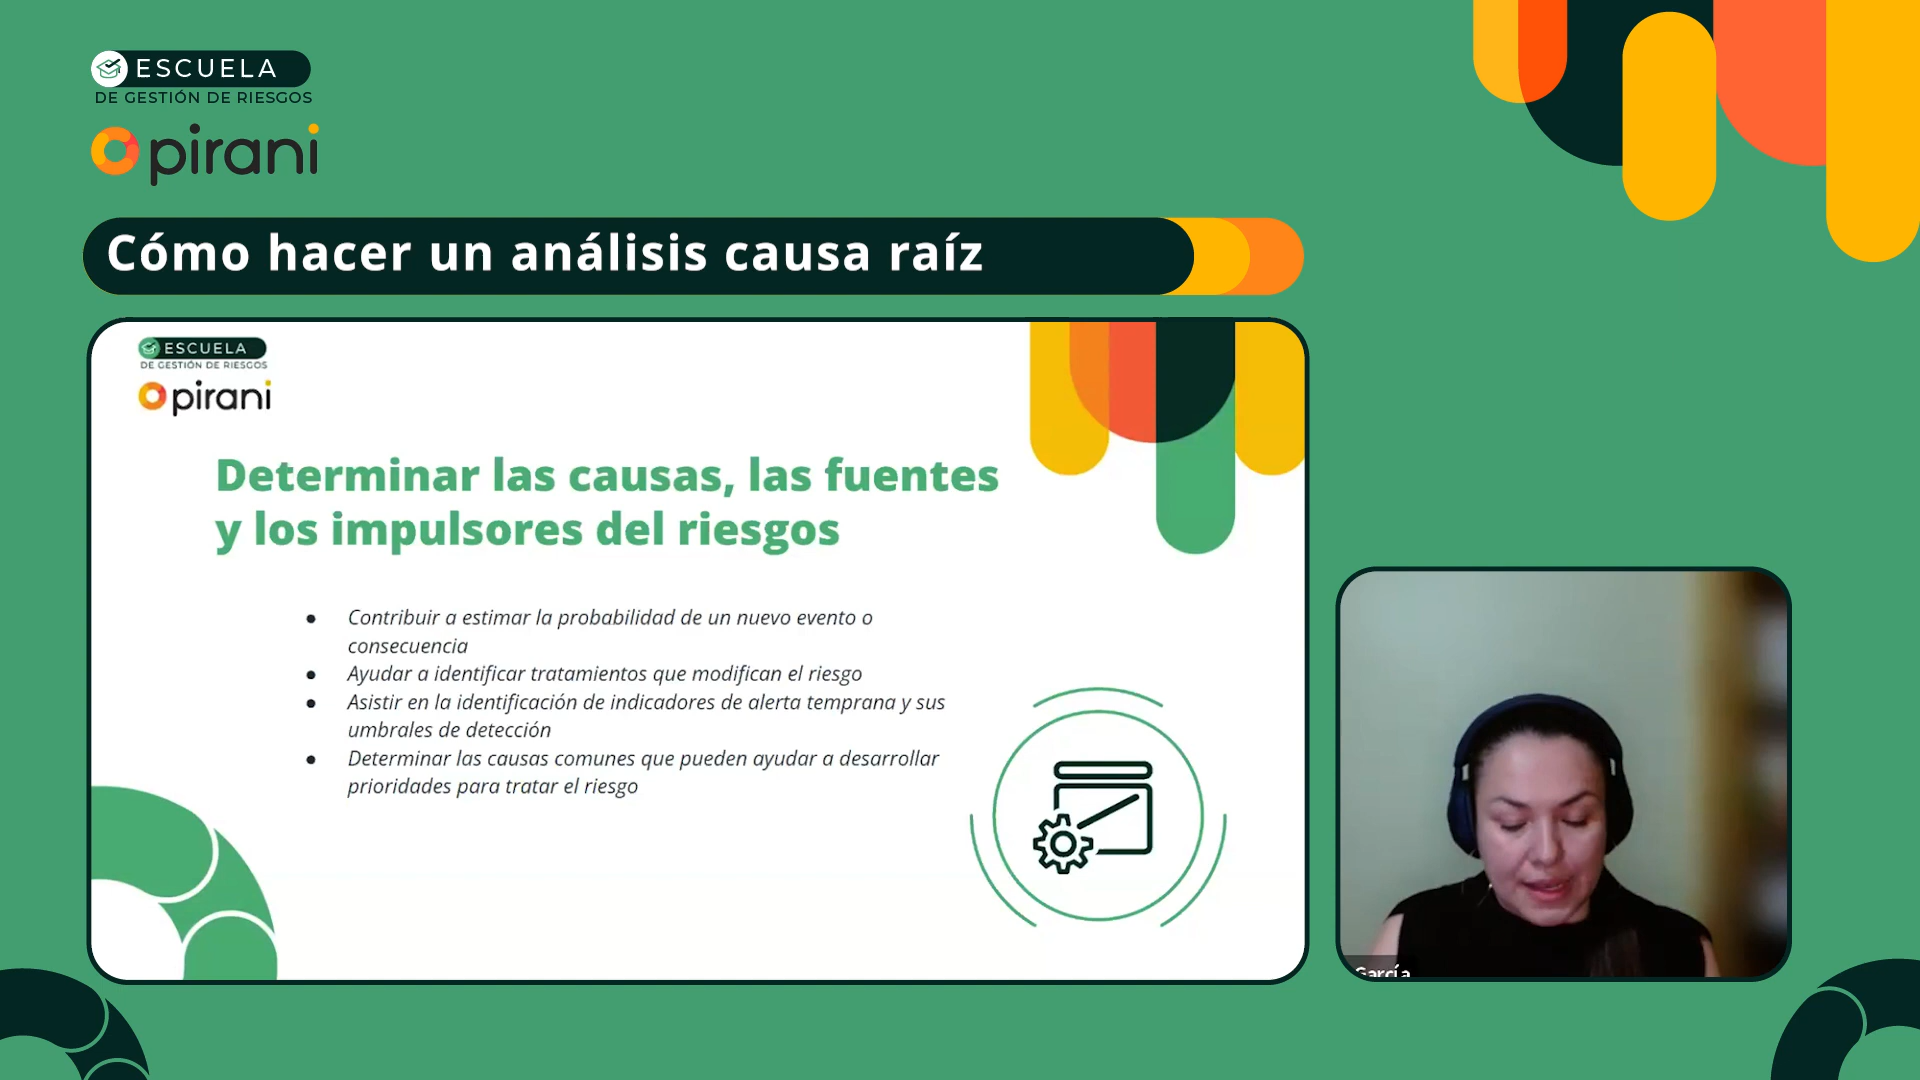 ESCUELA
DE GESTIÓN DE RIESGOS
pirani
Cómo hacer un análisis causa raíz
ESCUELA
DE GESTIÓN DE RIESGOS
pirani
Determinar las causas, las fuentes
y los impulsores del riesgos
● Contribuir a estimar la probabilidad de un nuevo evento o
consecuencia
● Ayudar a identificar tratamientos que modifican el riesgo
● Asistir en la identificación de indicadores de alerta temprana y sus
umbrales de detección
● Determinar las causas comunes que pueden ayudar a desarrollar
prioridades para tratar el riesgo
García